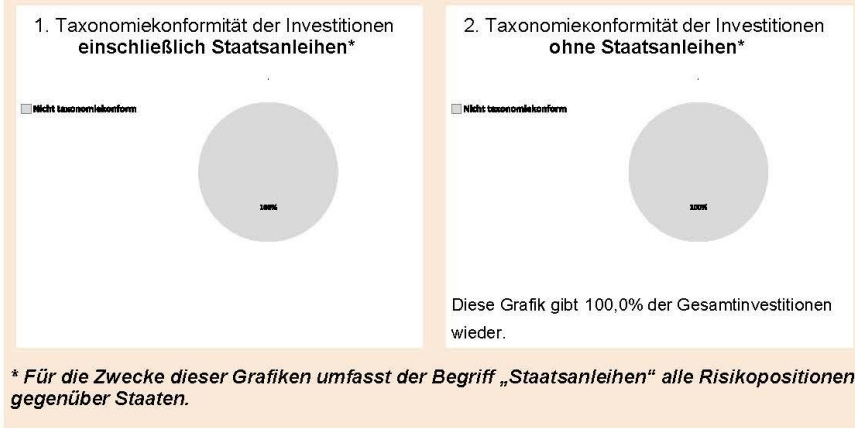 1. Taxonomiekonformität der Investitionen
einschließlich Staatsanleihen*
Nicht taxonomiekonform
100%
2. Taxonomieкonformität der Investitionen
ohne Staatsanleihen*
Nicht taxonomiekonform
100%
Diese Grafik gibt 100,0% der Gesamtinvestitionen
wieder.
* Für die Zwecke dieser Grafiken umfasst der Begriff „Staatsanleihen“ alle Risikopositionen
gegenüber Staaten.